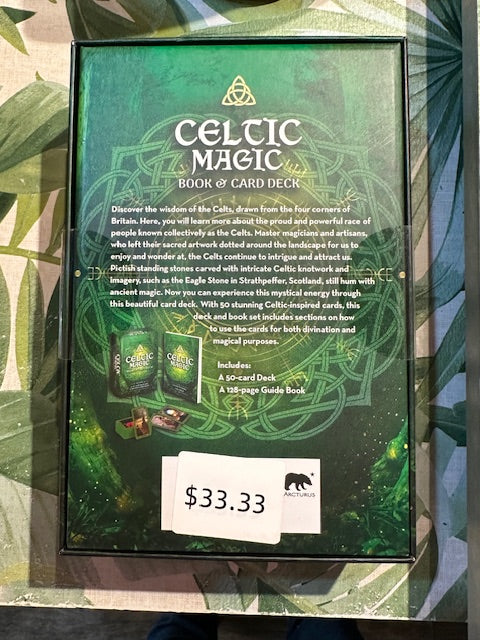 CELTIC
MAGIC
BOOK & CARD DECK
Discover the wisdom of the Celts, drawn from the four corners of
Britain. Here, you will learn more about the proud and powerful race of
people known collectively as the Celts. Master magicians and artisans,
who left their sacred artwork dotted around the landscape for us to
enjoy and wonder at, the Celts continue to intrigue and attract us.
Pictish standing stones carved with intricate Celtic knotwork and
imagery, such as the Eagle Stone in Strathpeffer, Scotland, still hum with
ancient magic. Now you can experience this mystical energy through
this beautiful card deck. With 50 stunning Celtic-inspired cards, this
deck and book set includes sections on how
to use the cards for both divination and
magical purposes.
CELTIC
MAGIC
CELTIC
MAGIC
Includes:
A 50-card Deck
A 128-page Guide Book
$33.33
ARCTURUS